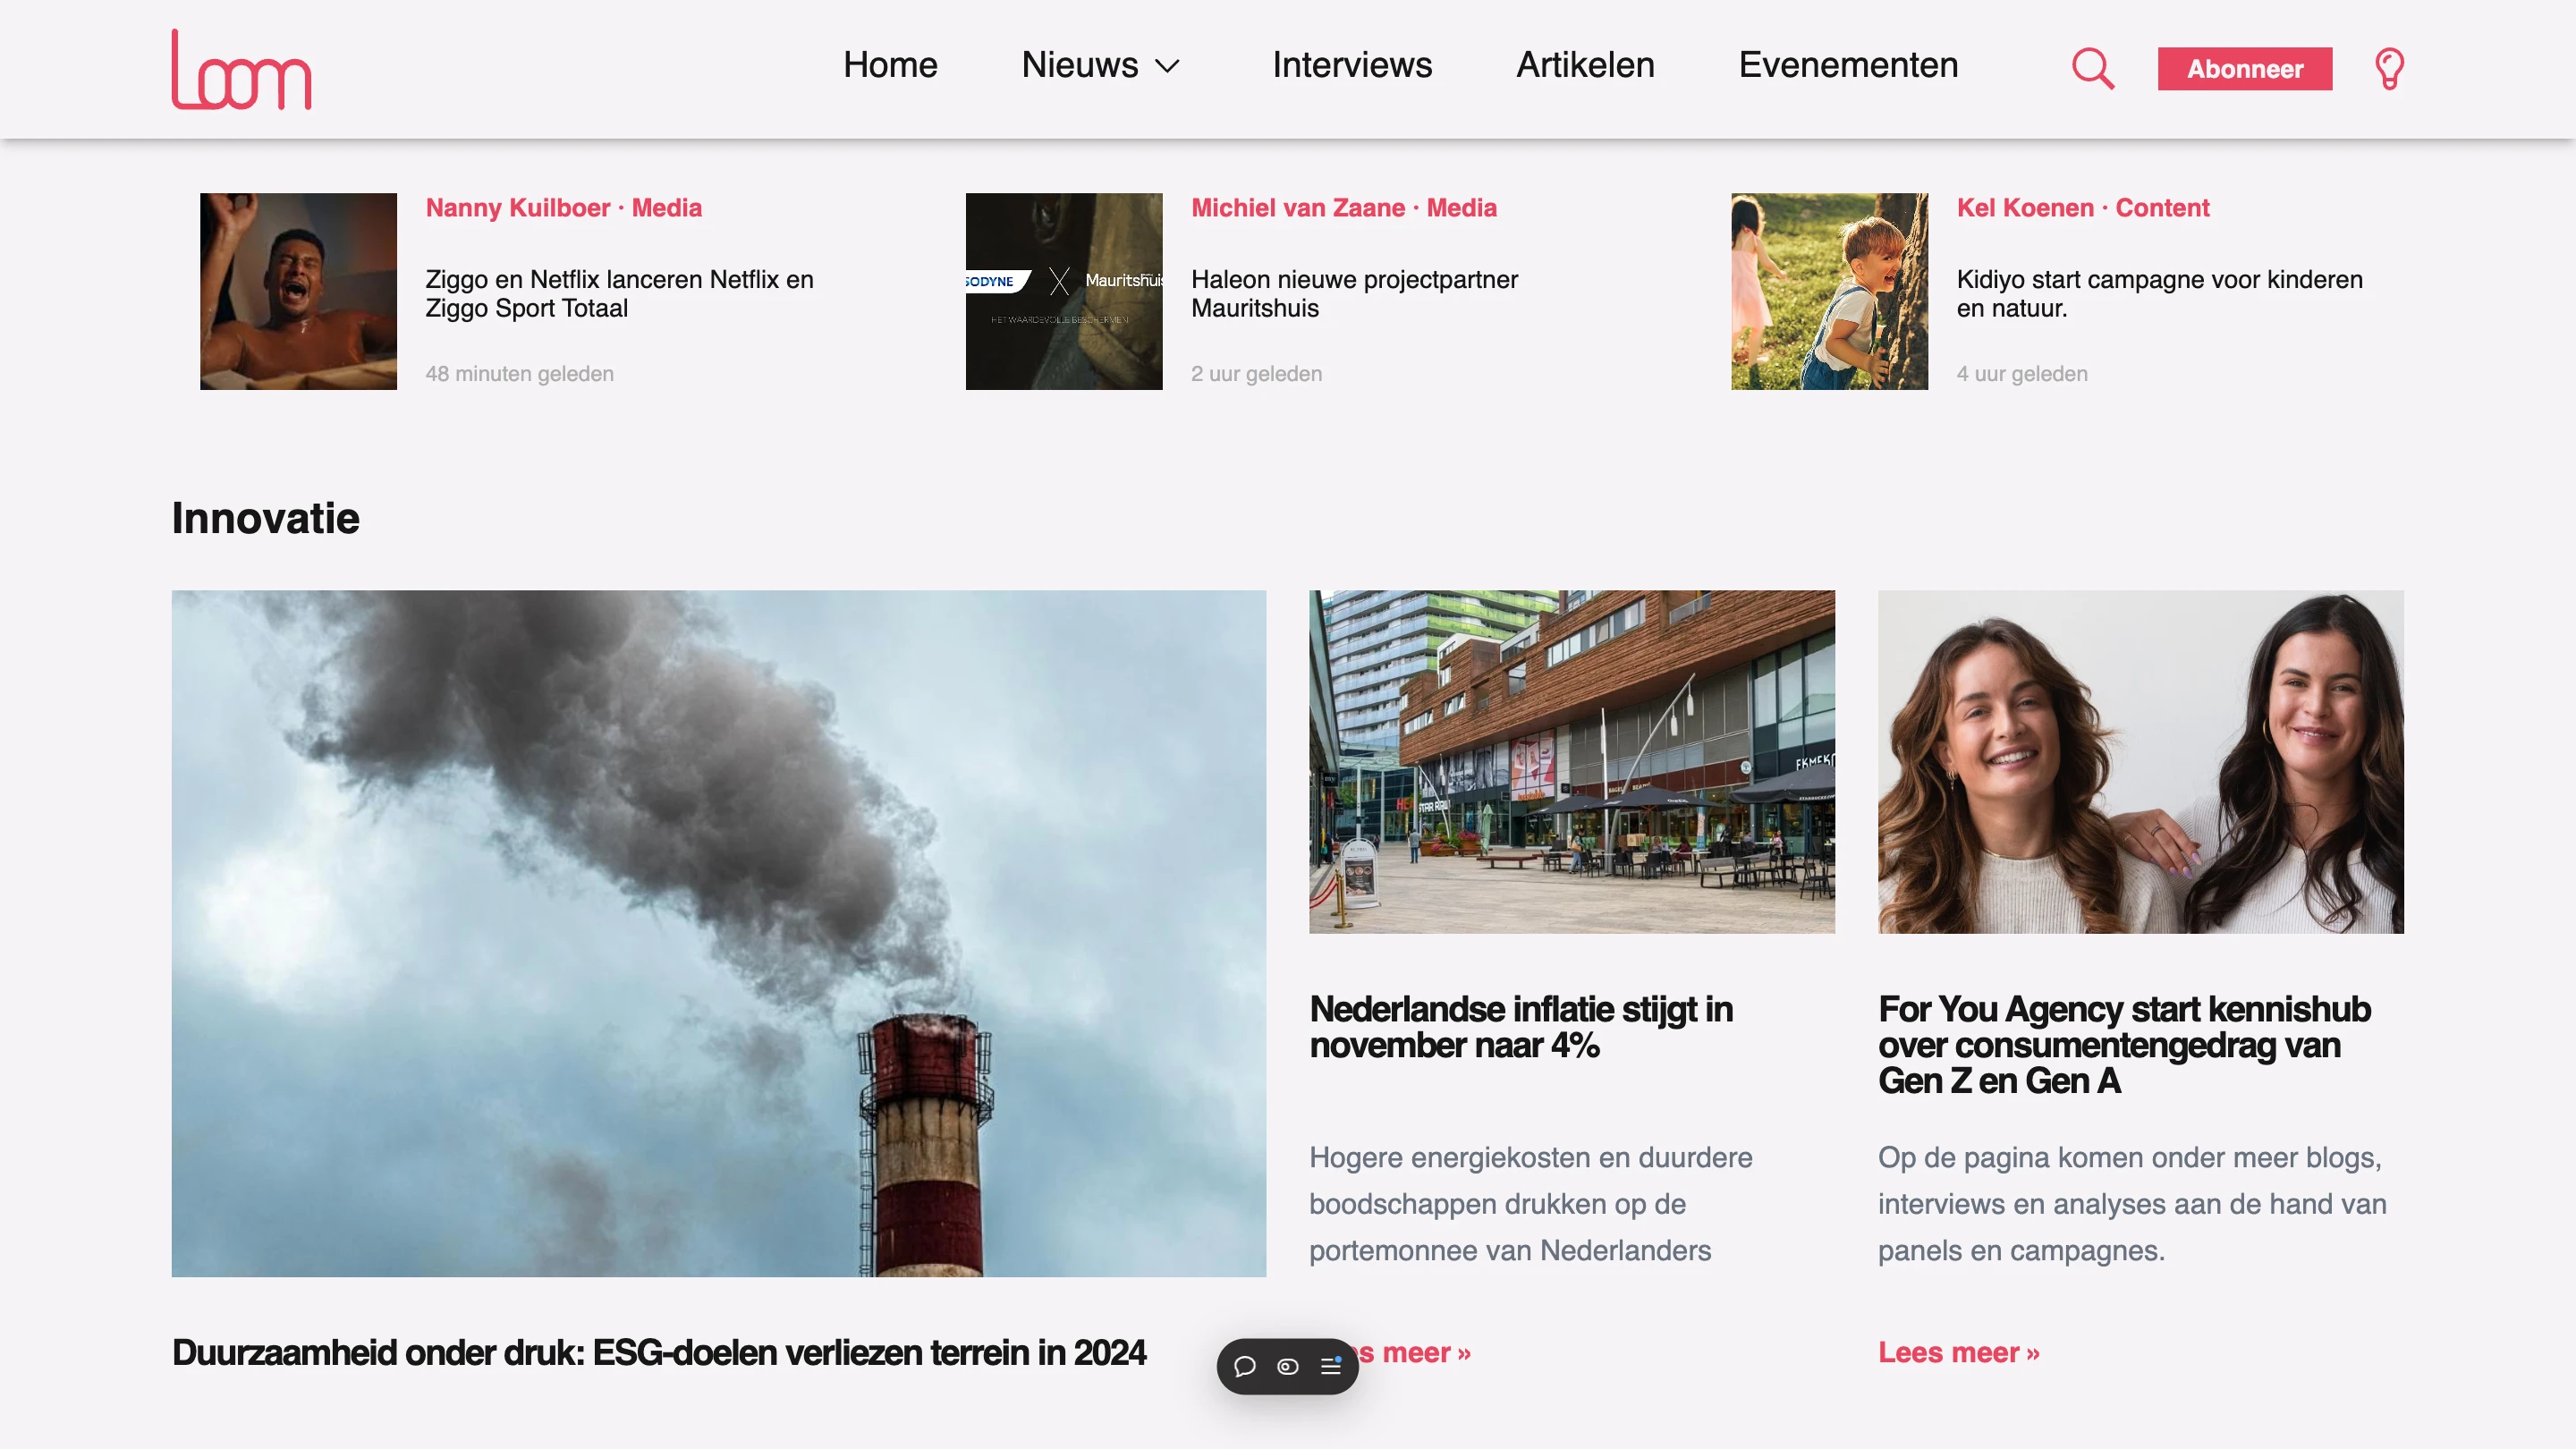 Loom
Home
Nieuws
Interviews
Artikelen
Evenementen
Abonneer
Nanny Kuilboer · Media
Ziggo en Netflix lanceren Netflix en
Ziggo Sport Totaal
48 minuten geleden
SODYNE
Mauritshuis
HET WAARDEVOLLE BESCHERMEN
Michiel van Zaane · Media
Haleon nieuwe projectpartner
Mauritshuis
2 uur geleden
Kel Koenen · Content
Kidiyo start campagne voor kinderen
en natuur.
4 uur geleden
Innovatie
Nederlandse inflatie stijgt in
november naar 4%
Hogere energiekosten en duurdere
boodschappen drukken op de
portemonnee van Nederlanders
s meer »
For You Agency start kennishub
over consumentengedrag van
Gen Z en Gen A
Op de pagina komen onder meer blogs,
interviews en analyses aan de hand van
panels en campagnes.
Lees meer »
Duurzaamheid onder druk: ESG-doelen verliezen terrein in 2024